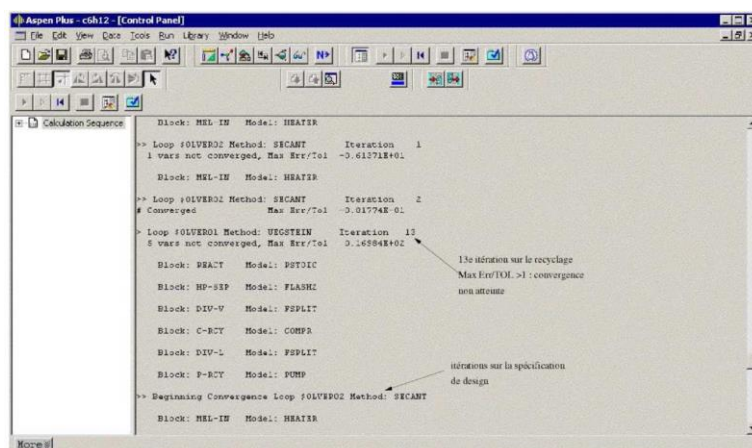 Aspen Plus - c6h12 - [Control Panel]
File Edit View Data Tools Run Library Window Help
N>
Calculation Sequence
Block: MEL-IN Model: HEATER
>> Loop $OLVER02 Method: SECANT Iteration 1
1 vars not converged, Max Err/Tol -0.61371E+01
Block: MEL-IN Model: HEATER
>> Loop $OLVER02 Method: SECANT Iteration 2
# Converged Max Err/Tol -0.01774E-01
> Loop $OLVER01 Method: WEGSTEIN Iteration 13
vars not converged, Max Err/Tol 0.16984E+02
13e itération sur le recyclage
Max Err/TOL >1 : convergence
non atteinte
Block: REACT Model: RSTOIC
Block: HP-SEP Model: FLASH2
Block: DIV-V Model: FSPLIT
Block: C-RCY Model: COMPR
Block: DIV-L Model: FSPLIT
Block: P-RCY Model: PUMP
itérations sur la spécification
de design
>> Beginning Convergence Loop $OLVER02 Method: SECANT
Block: MEL-IN Model: HEATER
More